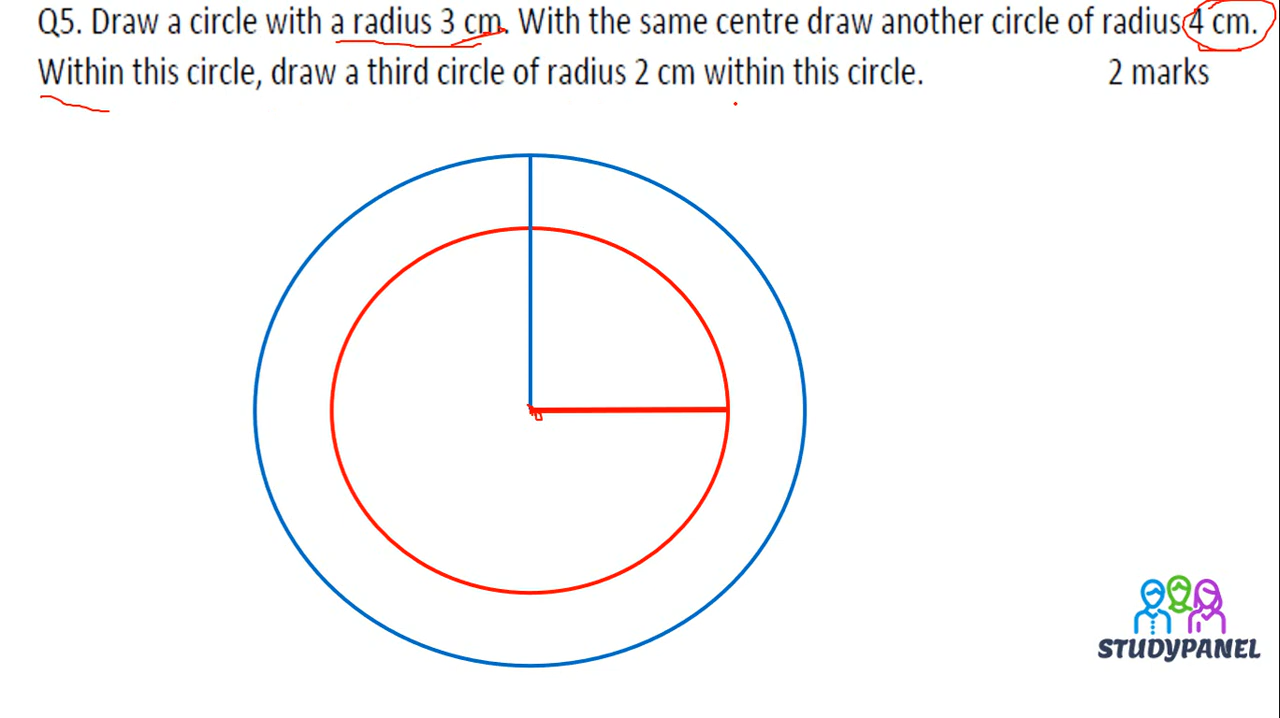 Q5. Draw a circle with a radius 3 cm. With the same centre draw another circle of radius 4 cm.
Within this circle, draw a third circle of radius 2 cm within this circle. 2 marks
STUDYPANEL